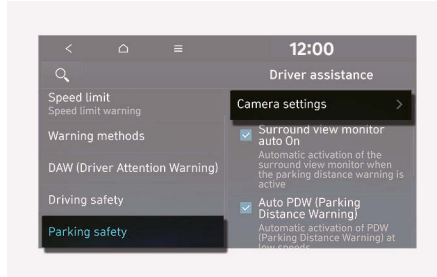 12:00
Driver assistance
Speed limit
Speed limit warning
Warning methods
DAW (Driver Attention Warning)
Driving safety
Parking safety
Camera settings
Surround view monitor
auto On
Automatic activation of the
surround view monitor when
the parking distance warning is
active
Auto PDW (Parking
Distance Warning)
Automatic activation of PDW
(Parking Distance Warning) at
low speeds